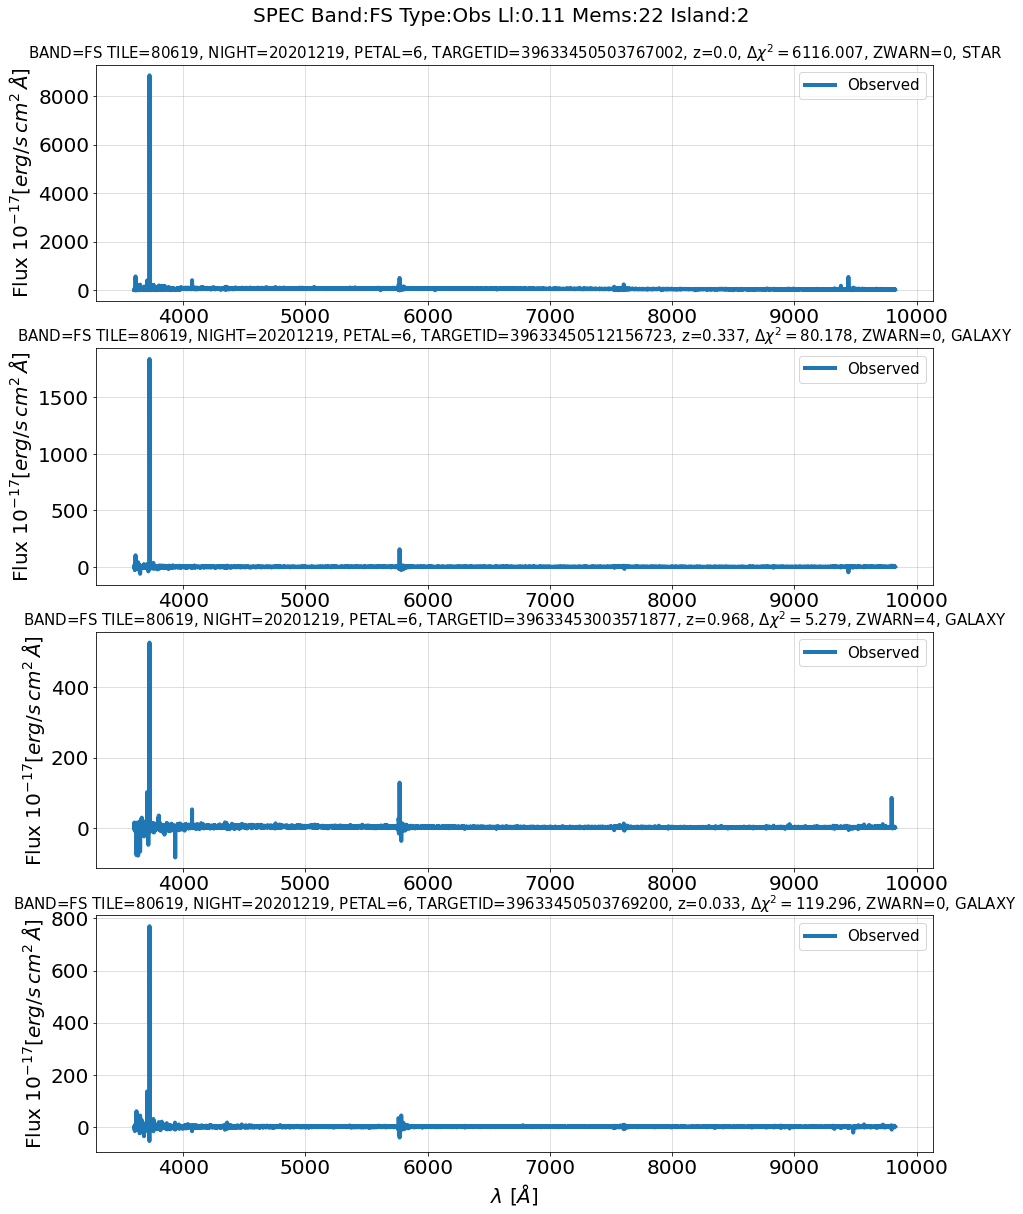 SPEC Band:FS Type:Obs Ll:0.11 Mems:22 Island:2
BAND=FS TILE=80619, NIGHT=20201219, PETAL=6, TARGETID=39633450503767002, z=0.0, Δχ² = 6116.007, ZWARN=0, STAR
Flux 10⁻¹⁷[erg/s cm² Å]
8000
6000
4000
2000
0
Observed
4000 5000 6000 7000 8000 9000 10000
BAND=FS TILE=80619, NIGHT=20201219, PETAL=6, TARGETID=39633450512156723, z=0.337, Δχ² = 80.178, ZWARN=0, GALAXY
Flux 10⁻¹⁷[erg/s cm² Å]
1500
1000
500
0
Observed
4000 5000 6000 7000 8000 9000 10000
BAND=FS TILE=80619, NIGHT=20201219, PETAL=6, TARGETID=39633453003571877, z=0.968, Δχ² = 5.279, ZWARN=4, GALAXY
Flux 10⁻¹⁷[erg/s cm² Å]
400
200
0
Observed
4000 5000 6000 7000 8000 9000 10000
BAND=FS TILE=80619, NIGHT=20201219, PETAL=6, TARGETID=39633450503769200, z=0.033, Δχ² = 119.296, ZWARN=0, GALAXY
Flux 10⁻¹⁷[erg/s cm² Å]
800
600
400
200
0
Observed
4000 5000 6000 7000 8000 9000 10000
λ [Å]